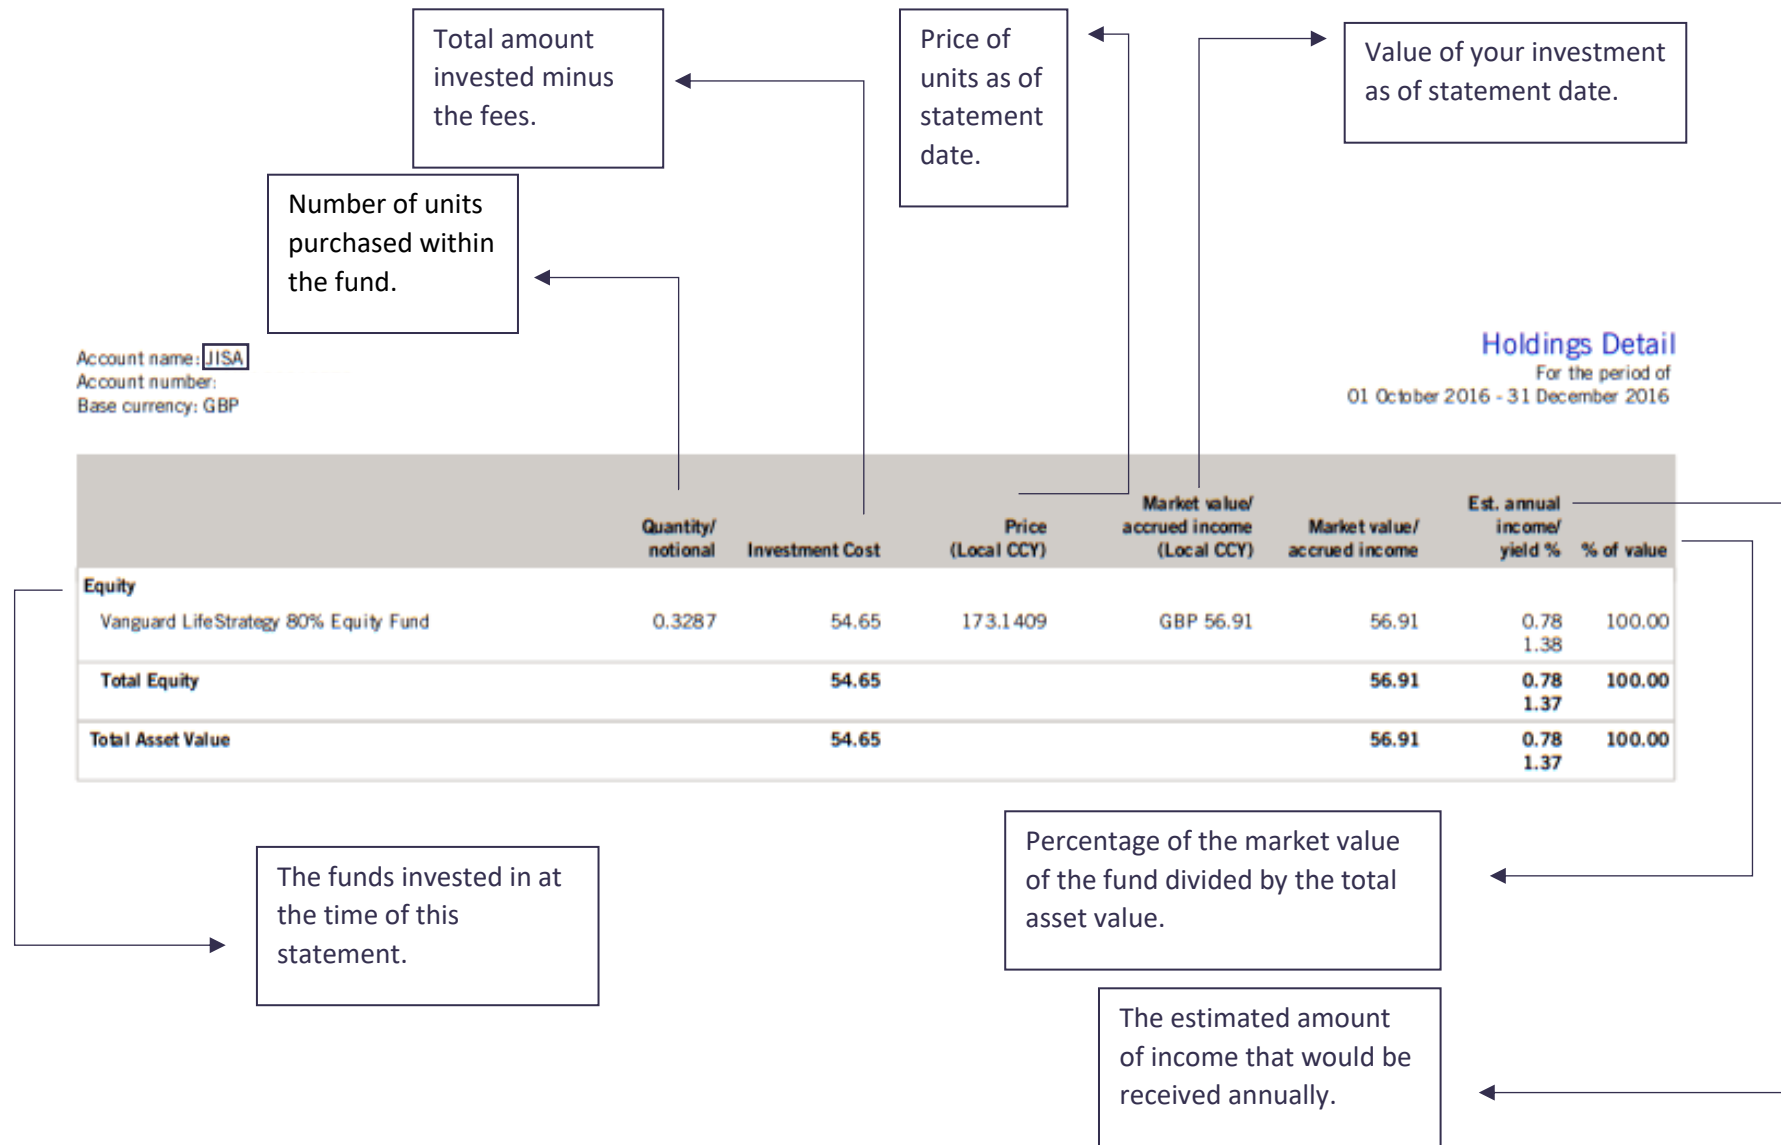 Total amount
invested minus
the fees.
Price of
units as of
statement
date.
Value of your investment
as of statement date.
Number of units
purchased within
the fund.
Account name: JISA
Account number:
Base currency: GBP
Holdings Detail
For the period of
01 October 2016 - 31 December 2016
Quantity/
notional
Investment Cost
Price
(Local CCY)
Market value/
accrued income
(Local CCY)
Market value/
accrued income
Est. annual
income/
yield %
% of value
Equity
Vanguard LifeStrategy 80% Equity Fund 0.3287 54.65 173.1409 GBP 56.91 56.91 0.78 100.00
1.38
Total Equity 54.65 56.91 0.78 100.00
1.37
Total Asset Value 54.65 56.91 0.78 100.00
1.37
The funds invested in at
the time of this
statement.
Percentage of the market value
of the fund divided by the total
asset value.
The estimated amount
of income that would be
received annually.